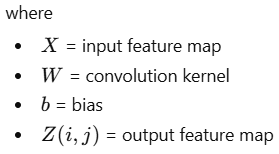 where
• X = input feature map
• W = convolution kernel
• b = bias
• Z(i, j) = output feature map